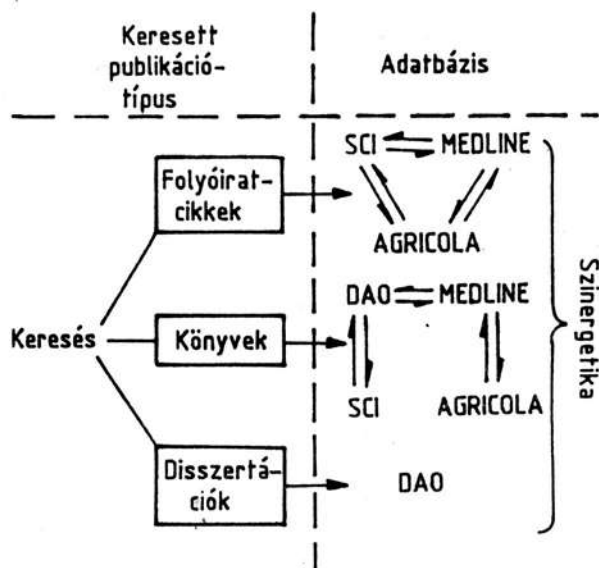 Keresett
publikáció-
típus
Adatbázis
SCI MEDLINE
Folyóirat-
cikkek
AGRICOLA
DAO MEDLINE
Keresés
Könyvek
SCI AGRICOLA
Disszertá-
ciók
DAO
Szinergetika